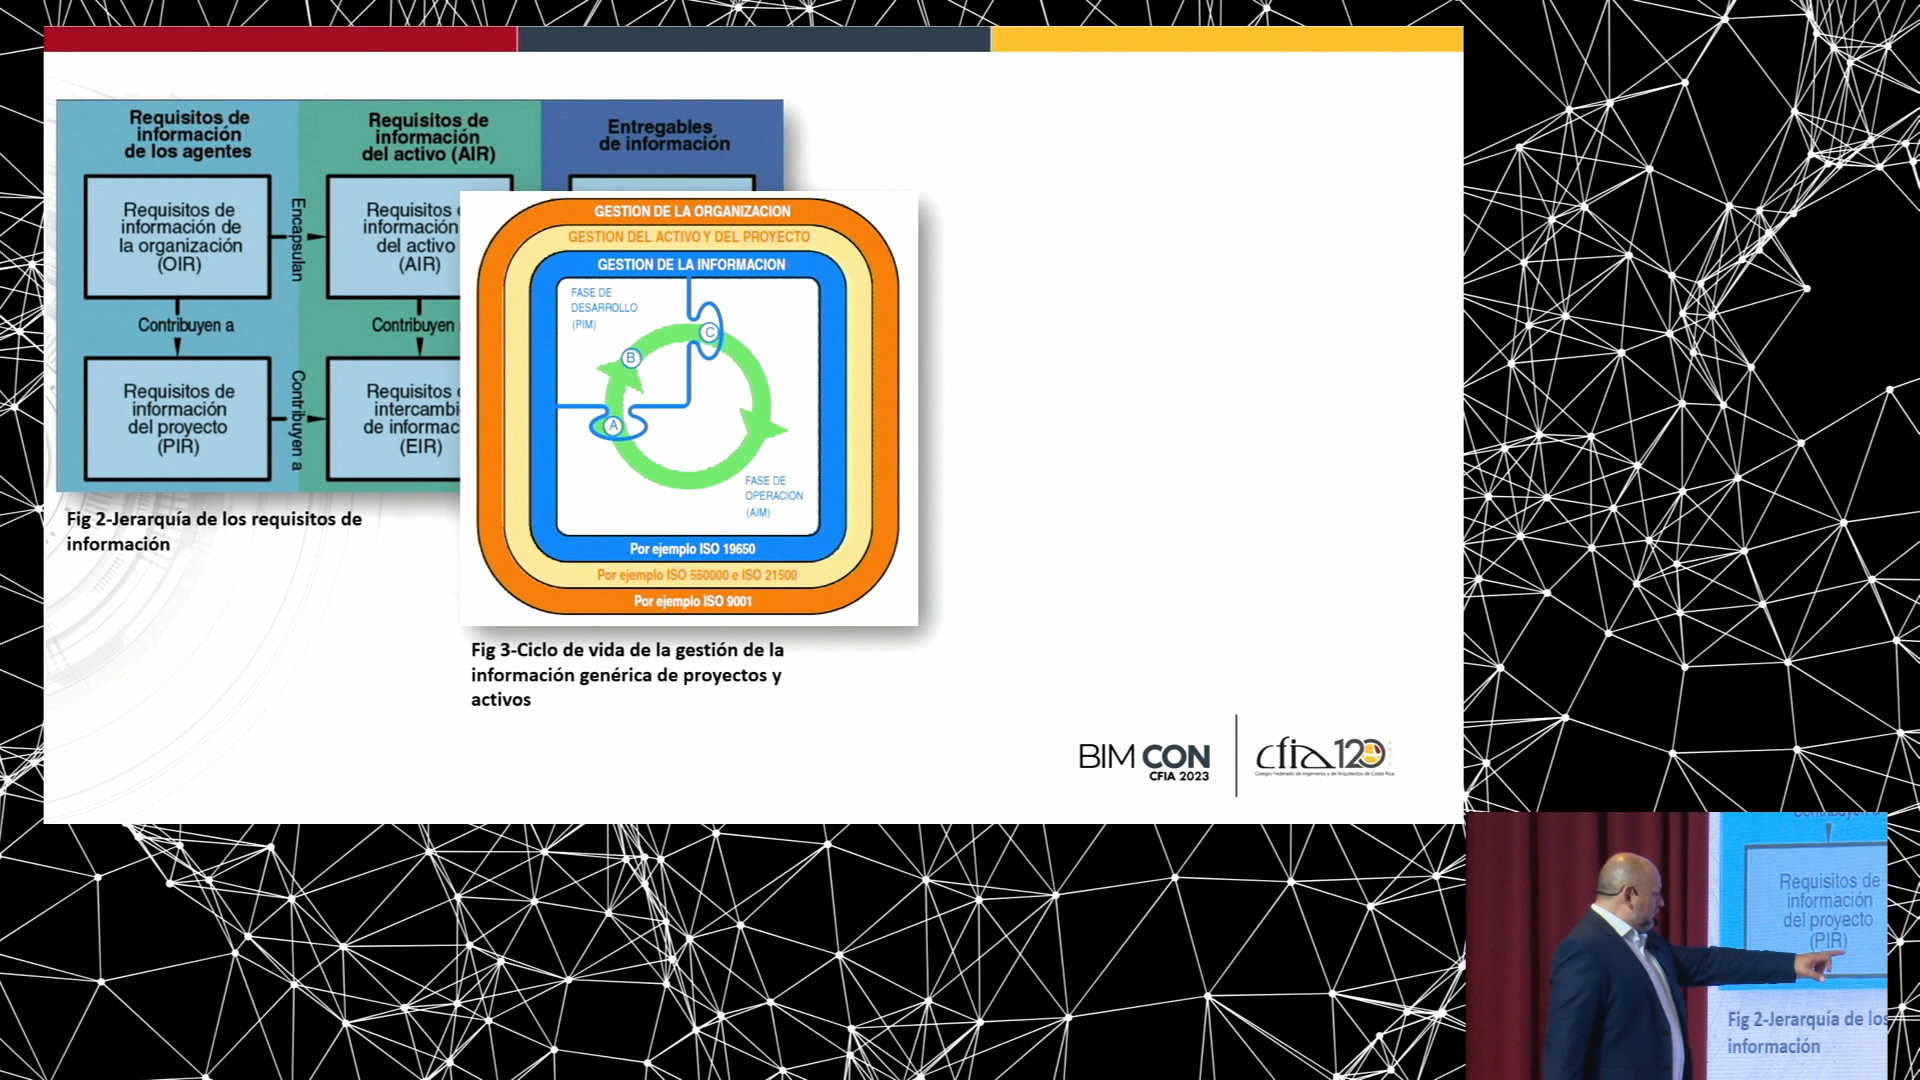 Requisitos de
información
de los agentes
Requisitos de
información
del activo (AIR)
Entregables
de información
Requisitos de
información de
la organización
(OIR)
Encapsulan
Requisitos
información
del activo
(AIR)
Contribuyen a
Contribuyen
Requisitos de
información
del proyecto
(PIR)
Contribuyen a
Requisitos
(EIR)
Fig 2-Jerarquía de los requisitos de
información
GESTION DE LA ORGANIZACION
GESTION DEL ACTIVO Y DEL PROYECTO
GESTION DE LA INFORMACION
FASE DE
DESARROLLO
(PIM)
C
B
A
FASE DE
OPERACION
(AIM)
Por ejemplo ISO 19650
Por ejemplo ISO 550000 e ISO 21500
Por ejemplo ISO 9001
Fig 3-Ciclo de vida de la gestión de la
información genérica de proyectos y
activos
BIM CON
CFIA 2023
cfia 120
Colegio Federado de Ingenieros y de Arquitectos de Costa Rica
Requisitos de
información
del proyecto
(PIR)
Fig 2-Jerarquía de los
información